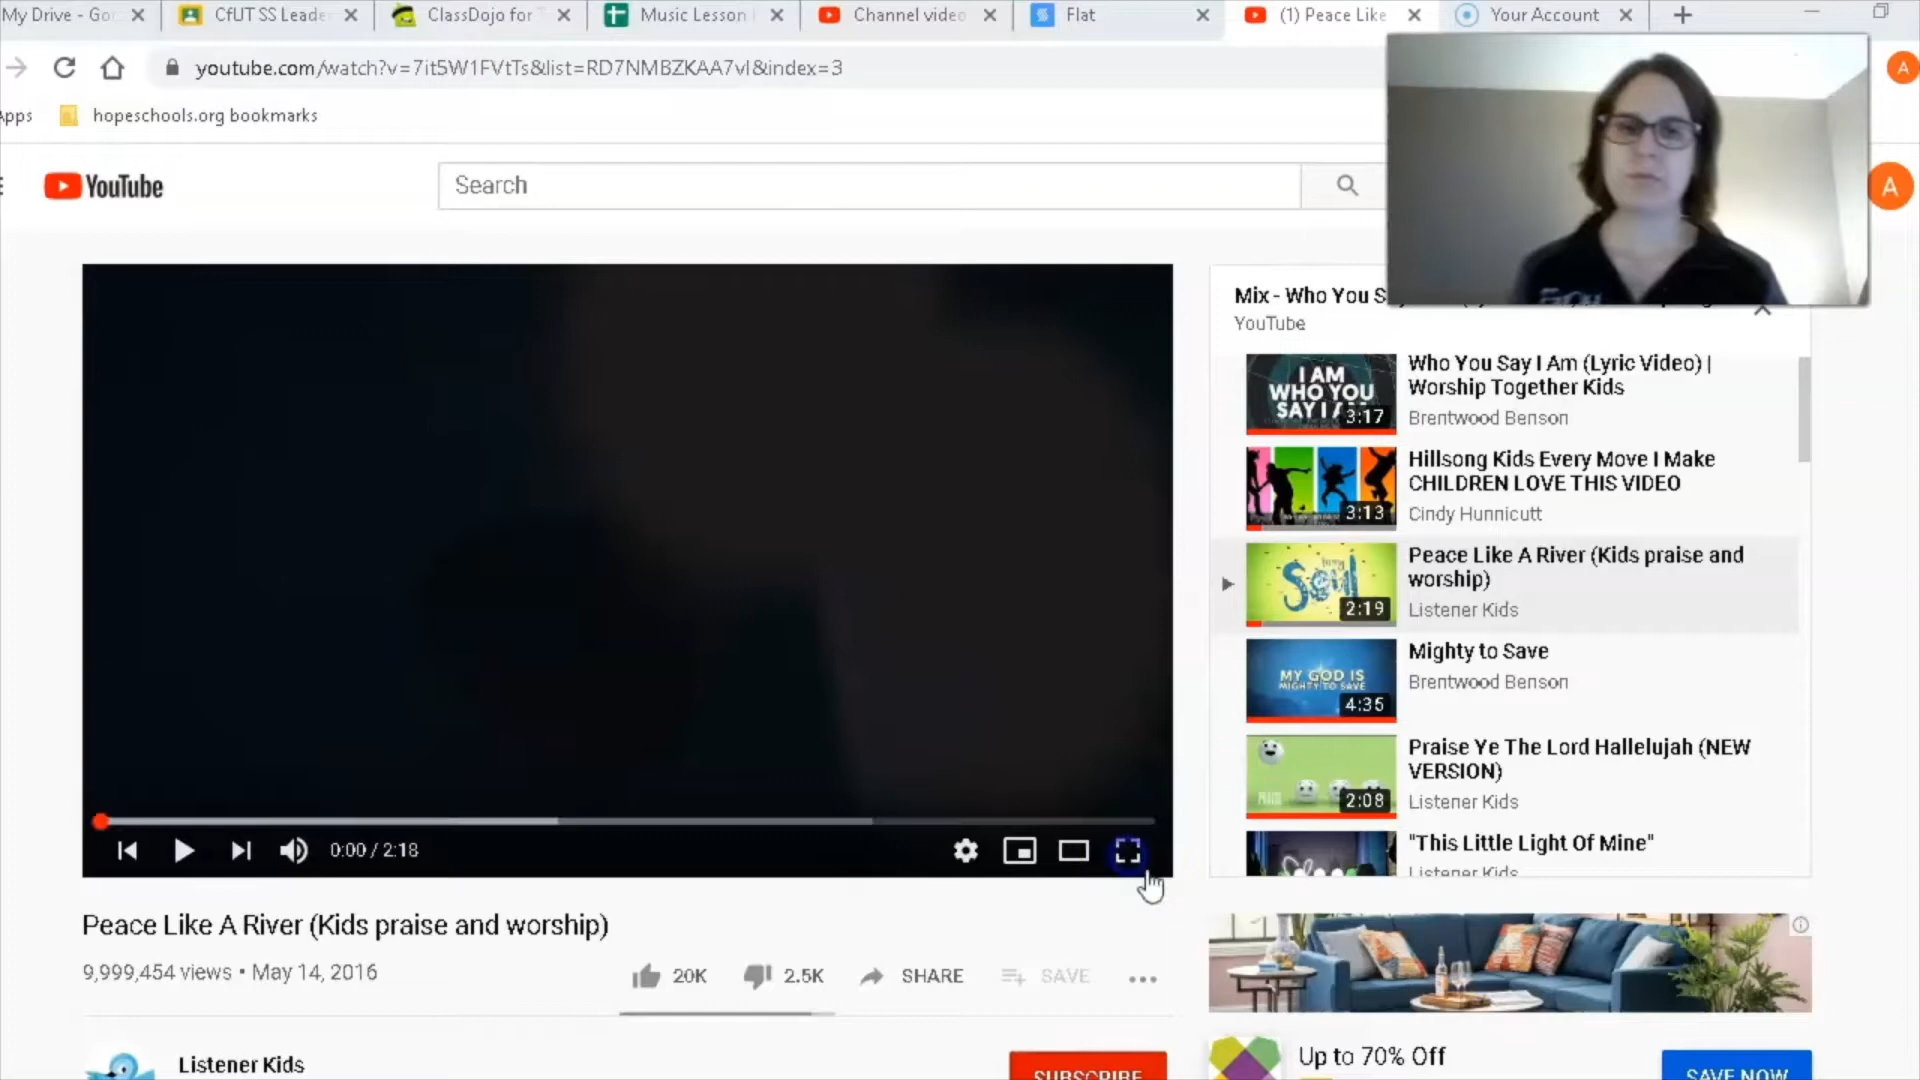 My Drive - Go
CfUT SS Leade
ClassDojo for
Music Lesson
Channel video
Flat
(1) Peace Like
Your Account
youtube.com/watch?v=7it5W1FVtTs&list=RD7NMBZKAA7vI&index=3
A
Apps
hopeschools.org bookmarks
YouTube
Search
A
Mix - Who You S
YouTube
I AM
WHO YOU
SAY I A
3:17
Who You Say I Am (Lyric Video) |
Worship Together Kids
Brentwood Benson
3:13
Hillsong Kids Every Move I Make
CHILDREN LOVE THIS VIDEO
Cindy Hunnicutt
Soul
2:19
Peace Like A River (Kids praise and
worship)
Listener Kids
MY GOD IS
MIGHTY TO SAVE
4:35
Mighty to Save
Brentwood Benson
2:08
Praise Ye The Lord Hallelujah (NEW
VERSION)
Listener Kids
"This Little Light Of Mine"
Listener Kids
0:00 / 2:18
Peace Like A River (Kids praise and worship)
9,999,454 views • May 14, 2016
20K
2.5K
SHARE
SAVE
Listener Kids
SUBSCRIBE
Up to 70% Off
SAVE NOW